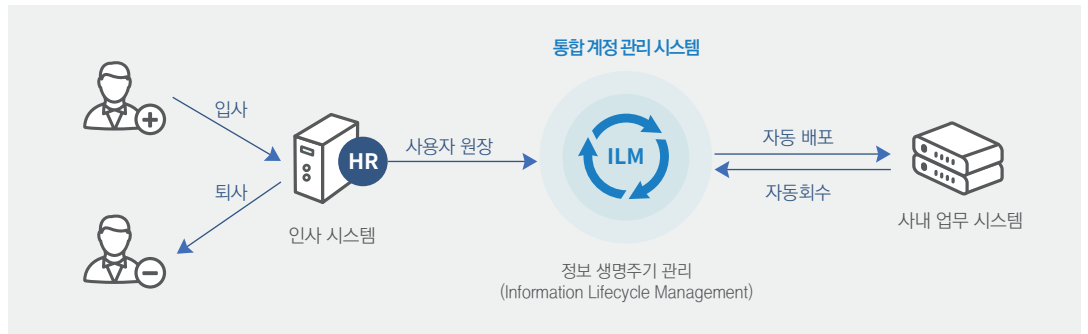 통합 계정 관리 시스템
입사
퇴사
HR
인사 시스템
사용자 원장
ILM
정보 생명주기 관리
(Information Lifecycle Management)
자동 배포
자동회수
사내 업무 시스템